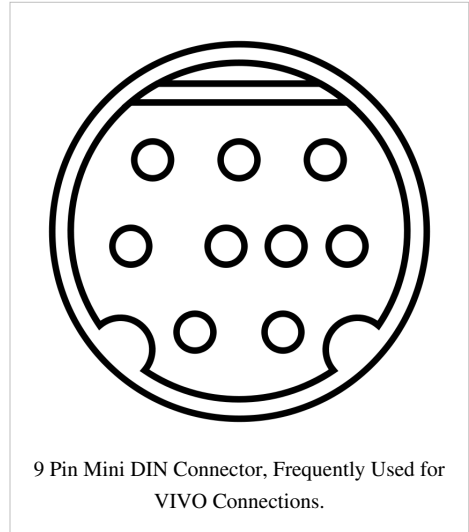 9 Pin Mini DIN Connector, Frequently Used for
VIVO Connections.